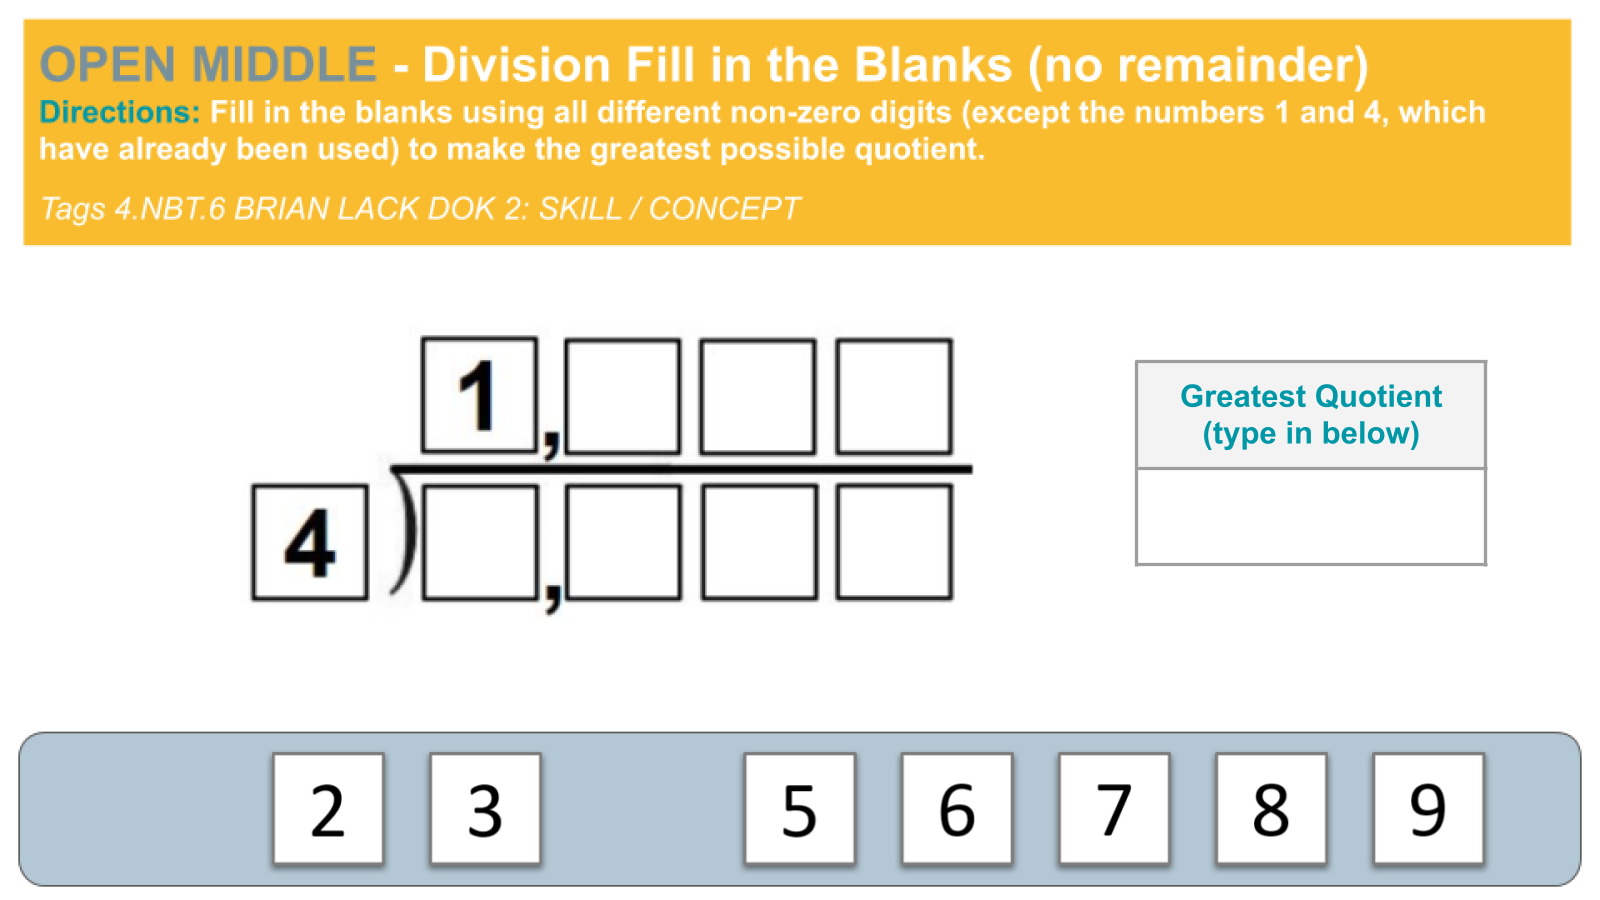 OPEN MIDDLE - Division Fill in the Blanks (no remainder)
Directions: Fill in the blanks using all different non-zero digits (except the numbers 1 and 4, which
have already been used) to make the greatest possible quotient.
Tags 4.NBT.6 BRIAN LACK DOK 2: SKILL / CONCEPT
1,
4 ) ,
Greatest Quotient
(type in below)
2 3 5 6 7 8 9